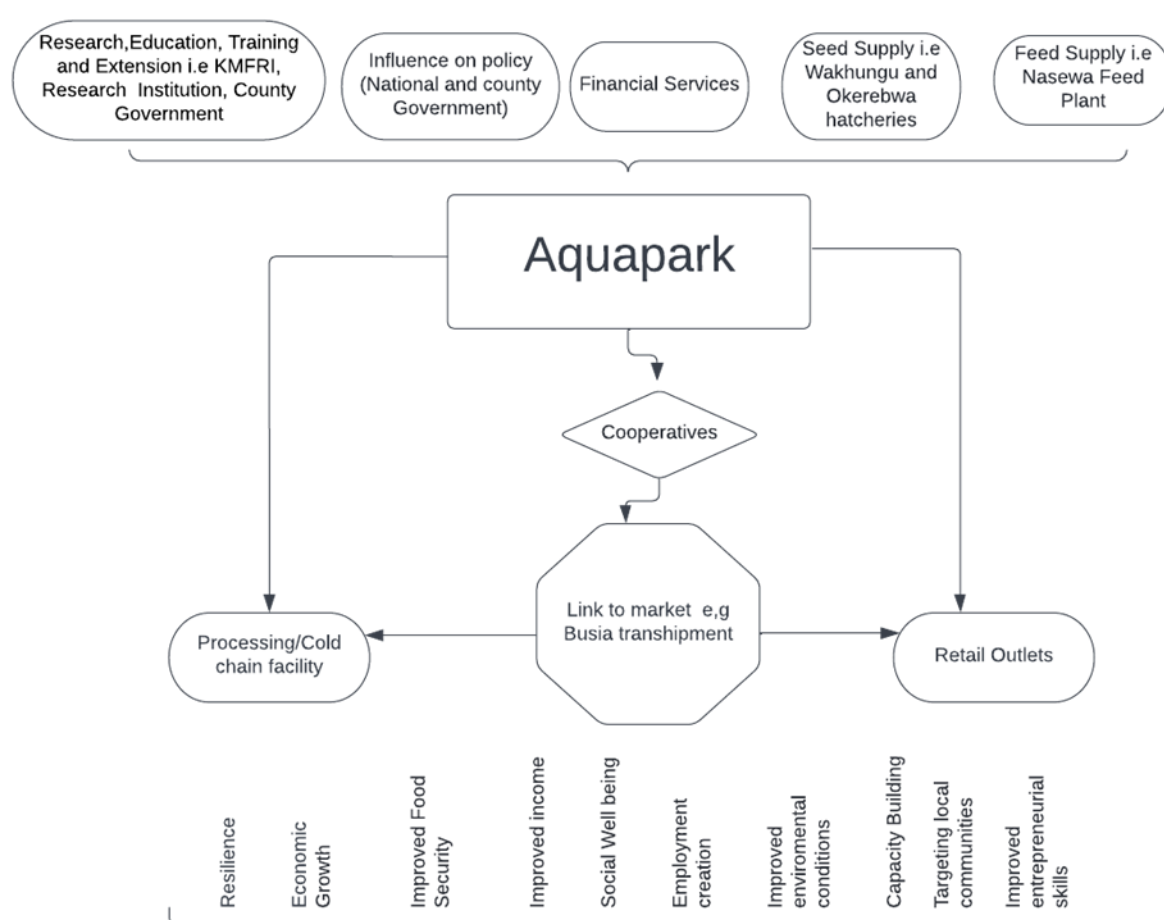 Research,Education, Training
and Extension i.e KMFRI,
Research Institution, County
Government
Influence on policy
(National and county
Government)
Financial Services
Seed Supply i.e
Wakhungu and
Okerebwa
hatcheries
Feed Supply i.e
Nasewa Feed
Plant
Aquapark
Cooperatives
Link to market e,g
Busia transhipment
Processing/Cold
chain facility
Retail Outlets
Resilience
Economic
Growth
Improved Food
Security
Improved income
Social Well being
Employment
creation
Improved
enviromental
conditions
Capacity Building
Targeting local
communities
Improved
entrepreneurial
skills